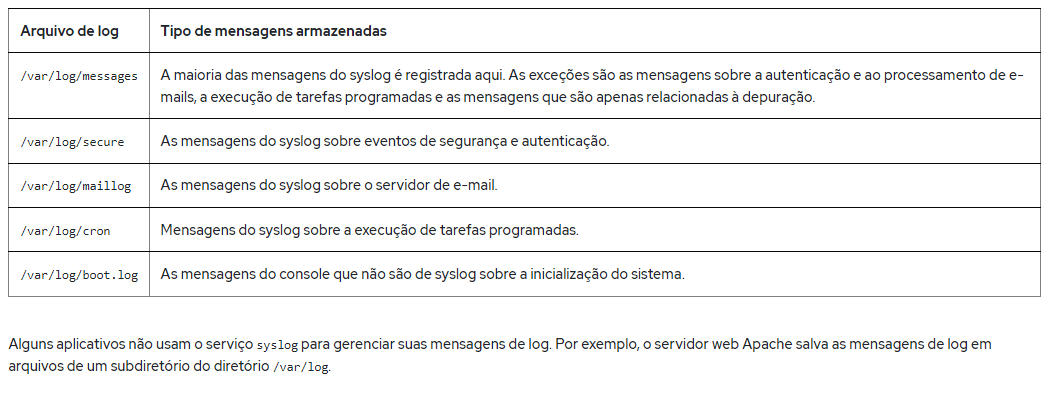 Arquivo de log Tipo de mensagens armazenadas
/var/log/messages A maioria das mensagens do syslog é registrada aqui. As exceções são as mensagens sobre a autenticação e ao processamento de e-
mails, a execução de tarefas programadas e as mensagens que são apenas relacionadas à depuração.
/var/log/secure As mensagens do syslog sobre eventos de segurança e autenticação.
/var/log/maillog As mensagens do syslog sobre o servidor de e-mail.
/var/log/cron Mensagens do syslog sobre a execução de tarefas programadas.
/var/log/boot.log As mensagens do console que não são de syslog sobre a inicialização do sistema.
Alguns aplicativos não usam o serviço syslog para gerenciar suas mensagens de log. Por exemplo, o servidor web Apache salva as mensagens de log em
arquivos de um subdiretório do diretório /var/log.